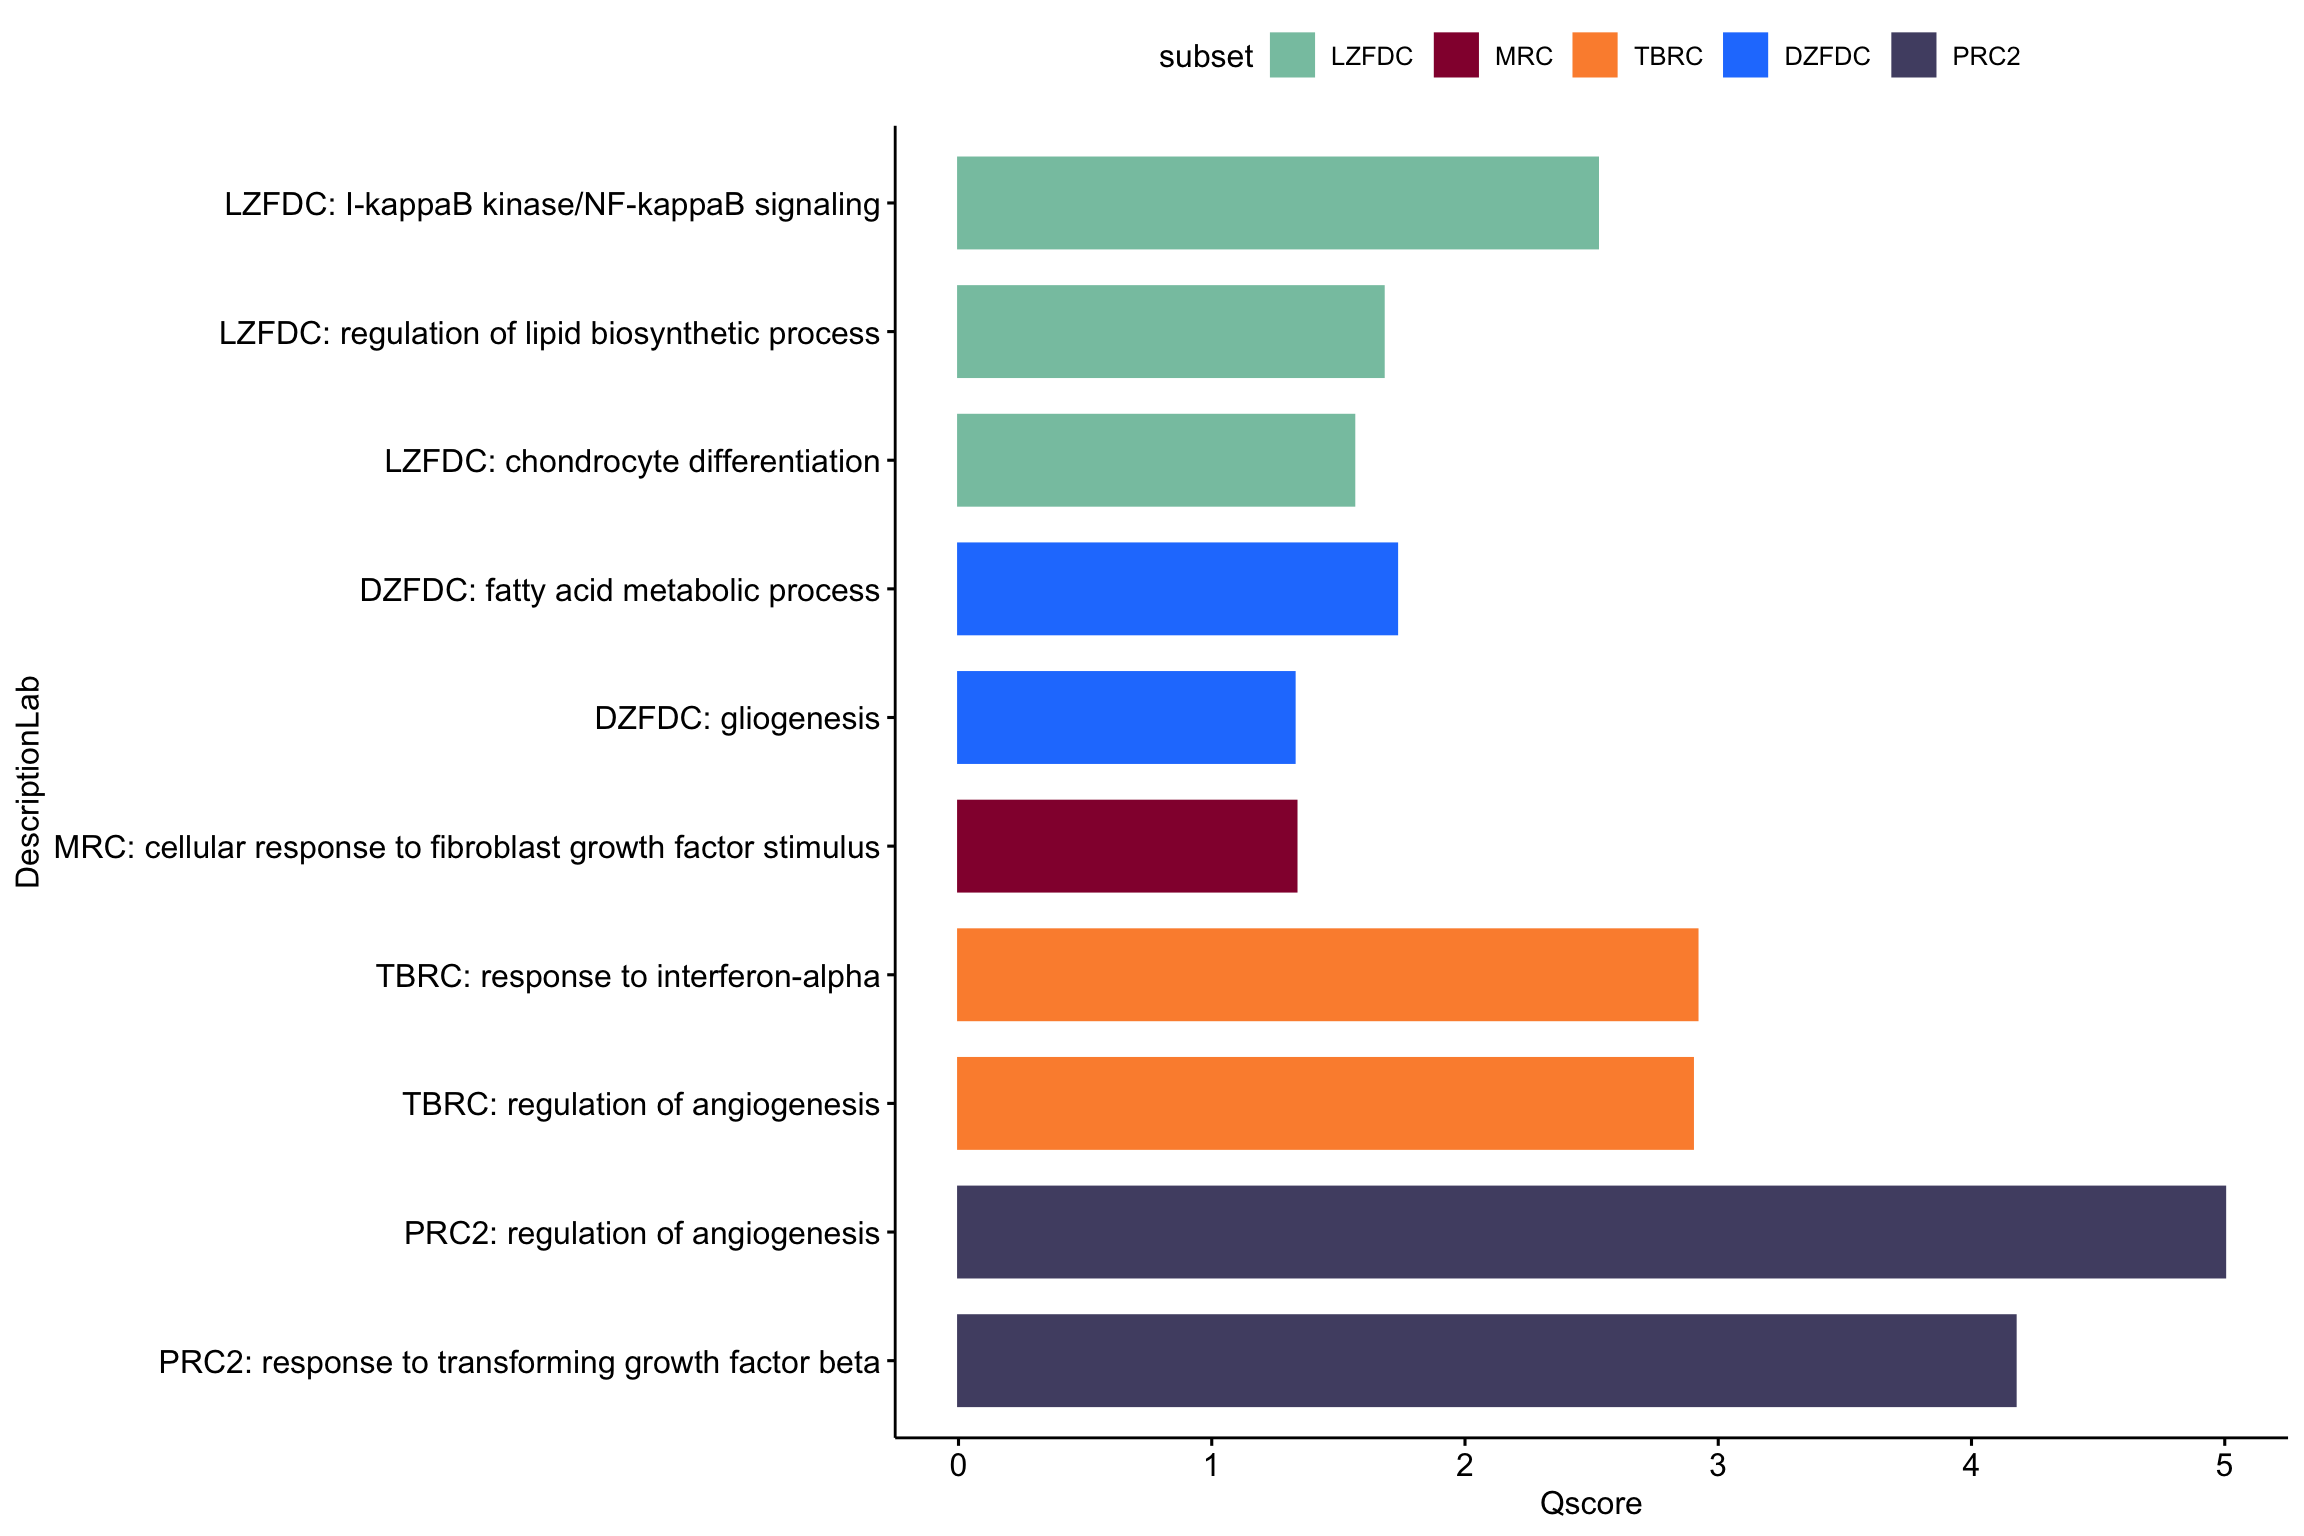 subset LZFDC MRC TBRC DZFDC PRC2
LZFDC: I-kappaB kinase/NF-kappaB signaling
LZFDC: regulation of lipid biosynthetic process
LZFDC: chondrocyte differentiation
DZFDC: fatty acid metabolic process
DZFDC: gliogenesis
MRC: cellular response to fibroblast growth factor stimulus
TBRC: response to interferon-alpha
TBRC: regulation of angiogenesis
PRC2: regulation of angiogenesis
PRC2: response to transforming growth factor beta
DescriptionLab
0 1 2 3 4 5
Qscore